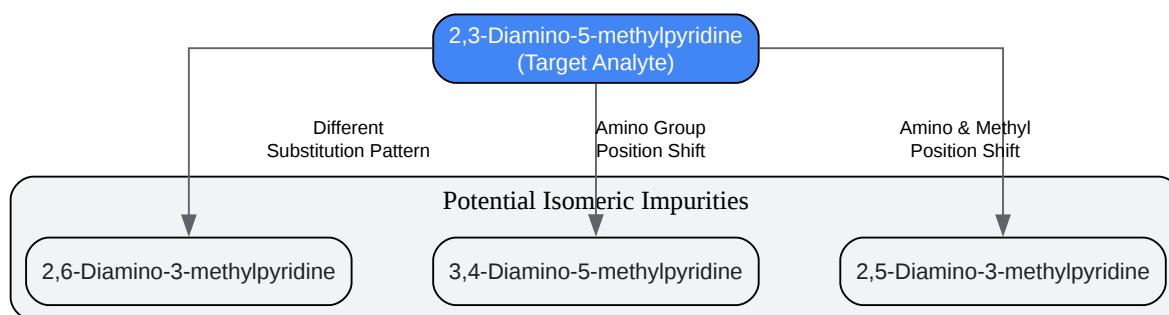 2,3-Diamino-5-methylpyridine
(Target Analyte)
Different
Substitution Pattern
Amino Group
Position Shift
Amino & Methyl
Position Shift
Potential Isomeric Impurities
2,6-Diamino-3-methylpyridine
3,4-Diamino-5-methylpyridine
2,5-Diamino-3-methylpyridine